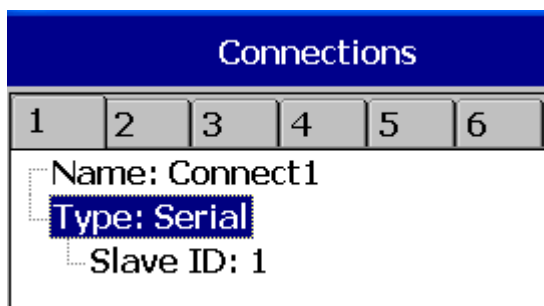 Connections
1 2 3 4 5 6
Name: Connect1
Type: Serial
Slave ID: 1